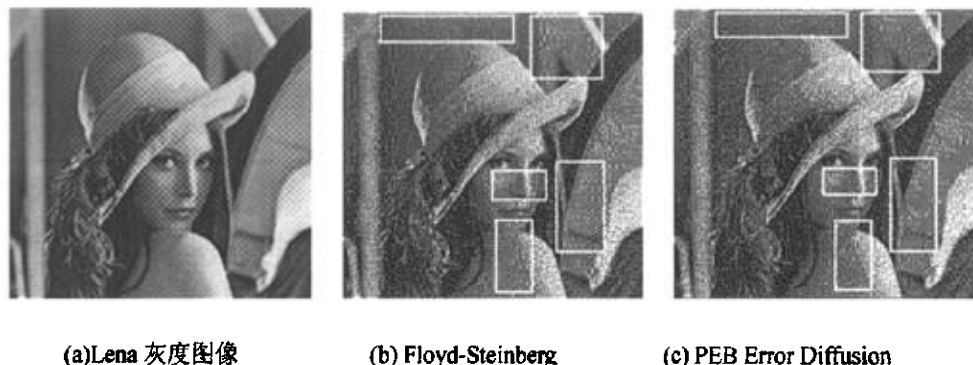 (a)Lena 灰度图像
(b) Floyd-Steinberg
(c) PEB Error Diffusion